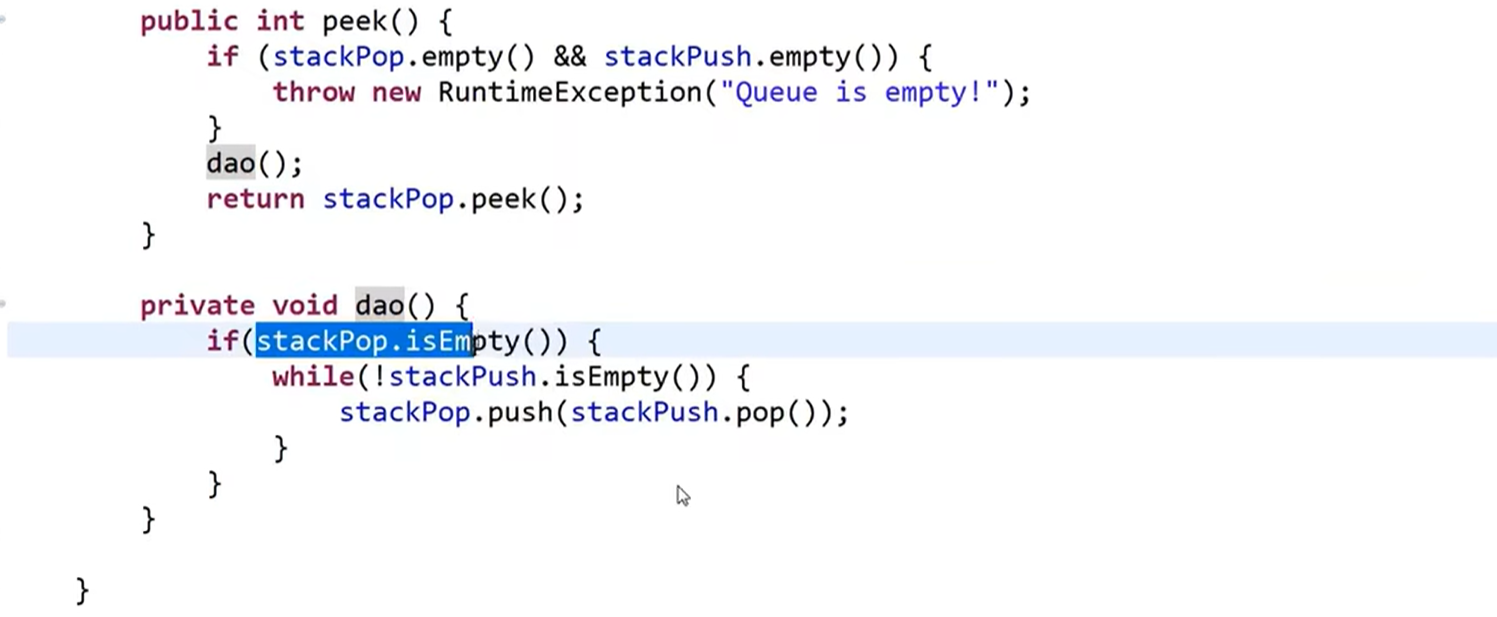 public int peek() {
if (stackPop.empty() && stackPush.empty()) {
throw new RuntimeException("Queue is empty!");
}
dao();
return stackPop.peek();
}
private void dao() {
if(stackPop.isEmpty()) {
while(!stackPush.isEmpty()) {
stackPop.push(stackPush.pop());
}
}
}
}